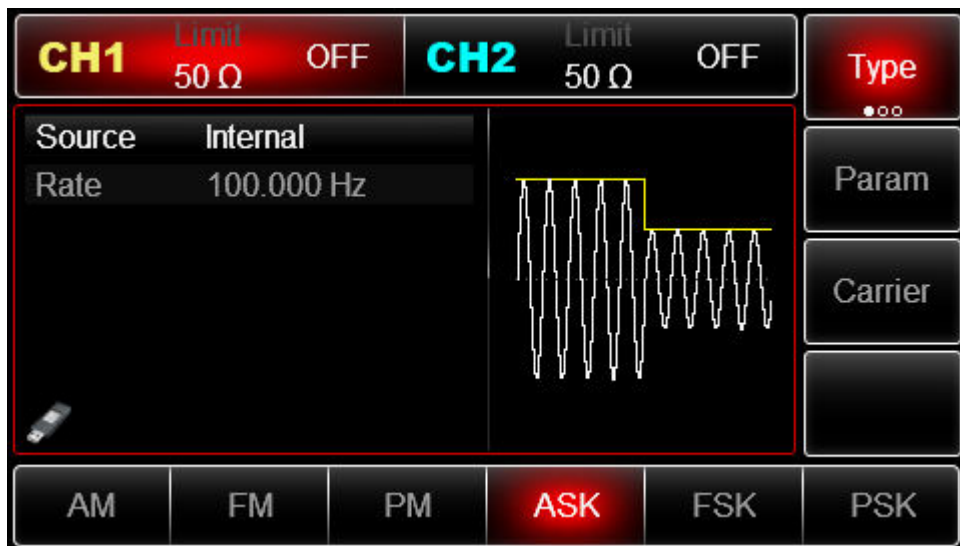 CH1 Limit 50 Ω OFF
CH2 Limit 50 Ω OFF
Type
Source Internal
Rate 100.000 Hz
Param
Carrier
AM FM PM ASK FSK PSK